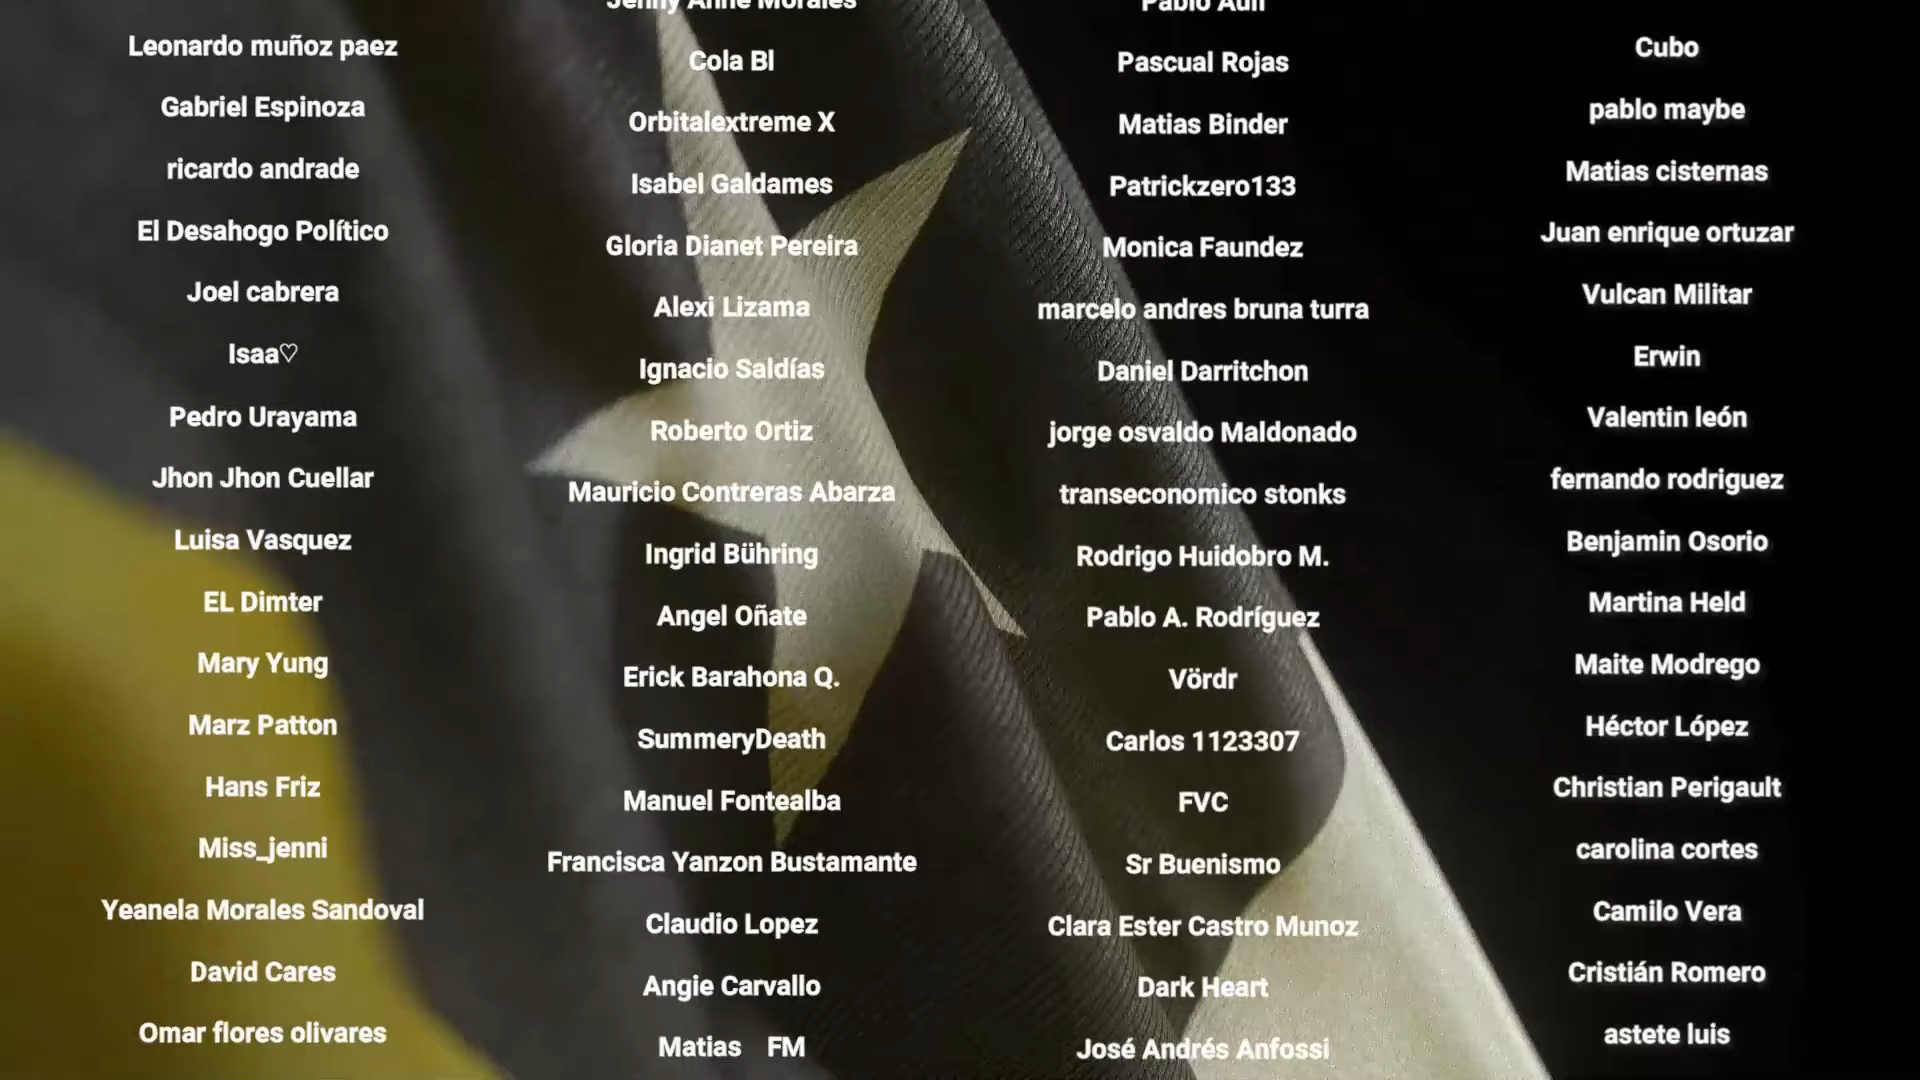 Jenny Anne Morales
Pablo Aun
Leonardo muñoz paez
Cola Bl
Pascual Rojas
Cubo
Gabriel Espinoza
Orbitalextreme X
Matias Binder
pablo maybe
ricardo andrade
Isabel Galdames
Patrickzero133
Matias cisternas
El Desahogo Político
Gloria Dianet Pereira
Monica Faundez
Juan enrique ortuzar
Joel cabrera
Alexi Lizama
marcelo andres bruna turra
Vulcan Militar
Isaa♡
Ignacio Saldías
Daniel Darritchon
Erwin
Pedro Urayama
Roberto Ortiz
jorge osvaldo Maldonado
Valentin león
Jhon Jhon Cuellar
Mauricio Contreras Abarza
transeconomico stonks
fernando rodriguez
Luisa Vasquez
Ingrid Bühring
Rodrigo Huidobro M.
Benjamin Osorio
EL Dimter
Angel Oñate
Pablo A. Rodríguez
Martina Held
Mary Yung
Erick Barahona Q.
Vördr
Maite Modrego
Marz Patton
SummeryDeath
Carlos 1123307
Héctor López
Hans Friz
Manuel Fontealba
FVC
Christian Perigault
Miss_jenni
Francisca Yanzon Bustamante
Sr Buenismo
carolina cortes
Yeanela Morales Sandoval
Claudio Lopez
Clara Ester Castro Munoz
Camilo Vera
David Cares
Angie Carvallo
Dark Heart
Cristián Romero
Omar flores olivares
Matias FM
José Andrés Anfossi
astete luis